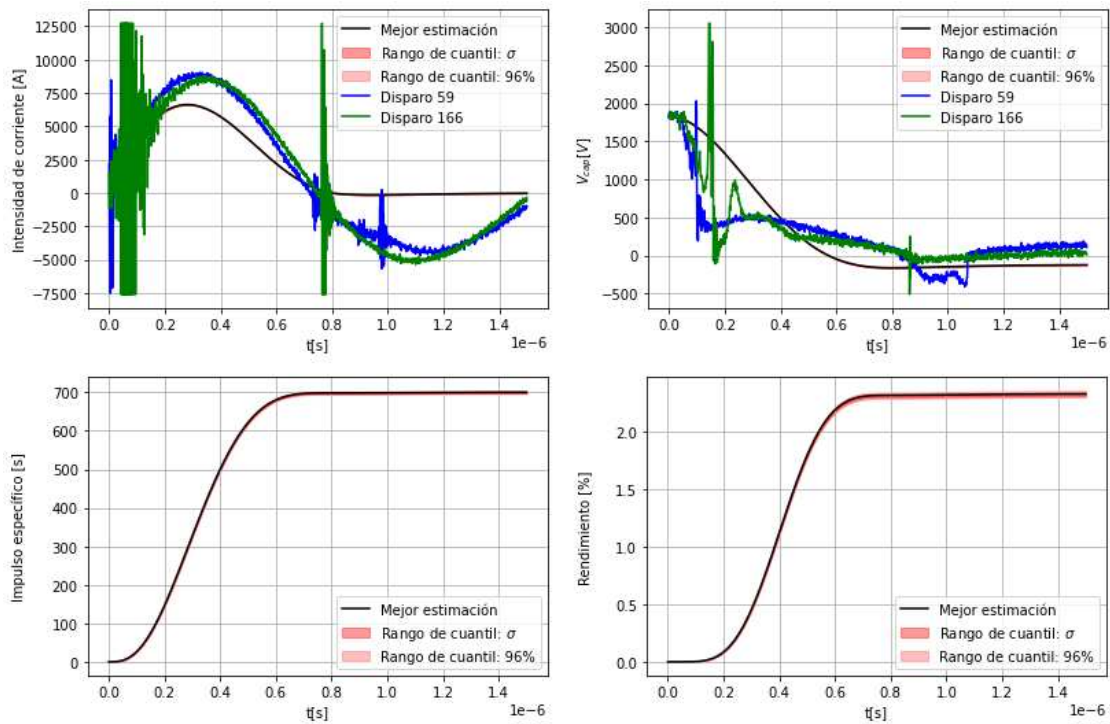 12500
10000
7500
5000
2500
0
−2500
−5000
−7500
Intensidad de corriente [A]
Mejor estimación
Rango de cuantil: σ
Rango de cuantil: 96%
Disparo 59
Disparo 166
0.0 0.2 0.4 0.6 0.8 1.0 1.2 1.4
t[s]
1e−6
3000
2500
2000
1500
1000
500
0
−500
V_cap[V]
Mejor estimación
Rango de cuantil: σ
Rango de cuantil: 96%
Disparo 59
Disparo 166
0.0 0.2 0.4 0.6 0.8 1.0 1.2 1.4
t[s]
1e−6
700
600
500
400
300
200
100
0
Impulso específico [s]
Mejor estimación
Rango de cuantil: σ
Rango de cuantil: 96%
0.0 0.2 0.4 0.6 0.8 1.0 1.2 1.4
t[s]
1e−6
2.0
1.5
1.0
0.5
0.0
Rendimiento [%]
Mejor estimación
Rango de cuantil: σ
Rango de cuantil: 96%
0.0 0.2 0.4 0.6 0.8 1.0 1.2 1.4
t[s]
1e−6